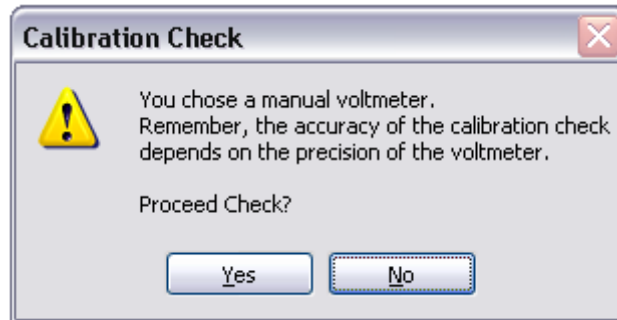 Calibration Check
You chose a manual voltmeter.
Remember, the accuracy of the calibration check
depends on the precision of the voltmeter.
Proceed Check?
Yes
No